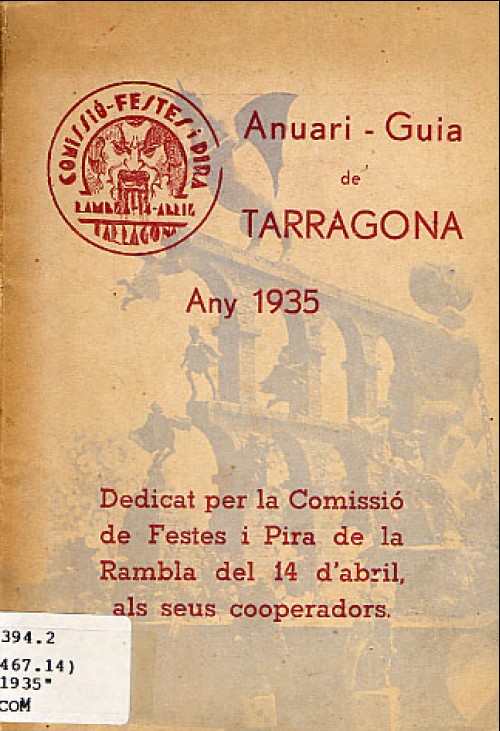 COMISSIÓ-FESTES i PIRA
RAMBLA-14-ABRIL
TARRAGONA
Anuari - Guia
de
TARRAGONA
Any 1935
Dedicat per la Comissió
de Festes i Pira de la
Rambla del 14 d'abril,
als seus cooperadors.
394.2
467.14)
1935"
COM